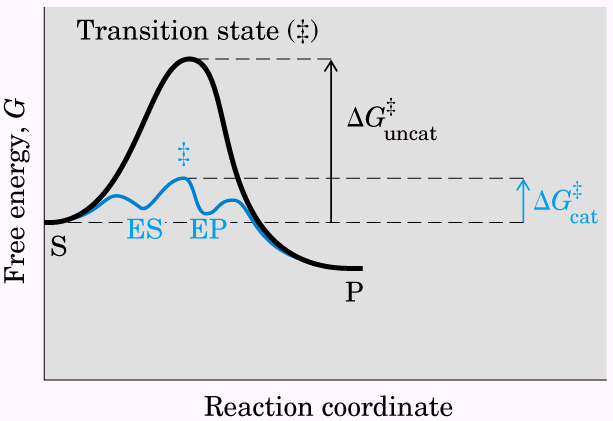 Transition state (‡)
ΔG‡uncat
‡
ΔG‡cat
ES
EP
S
P
Free energy, G
Reaction coordinate